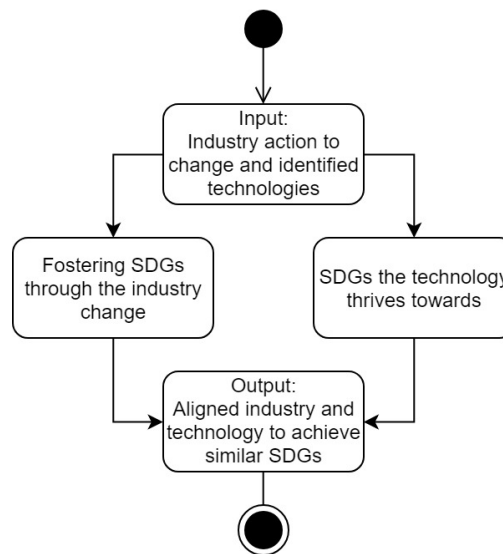 Input:
Industry action to
change and identified
technologies
Fostering SDGs
through the industry
change
SDGs the technology
thrives towards
Output:
Aligned industry and
technology to achieve
similar SDGs